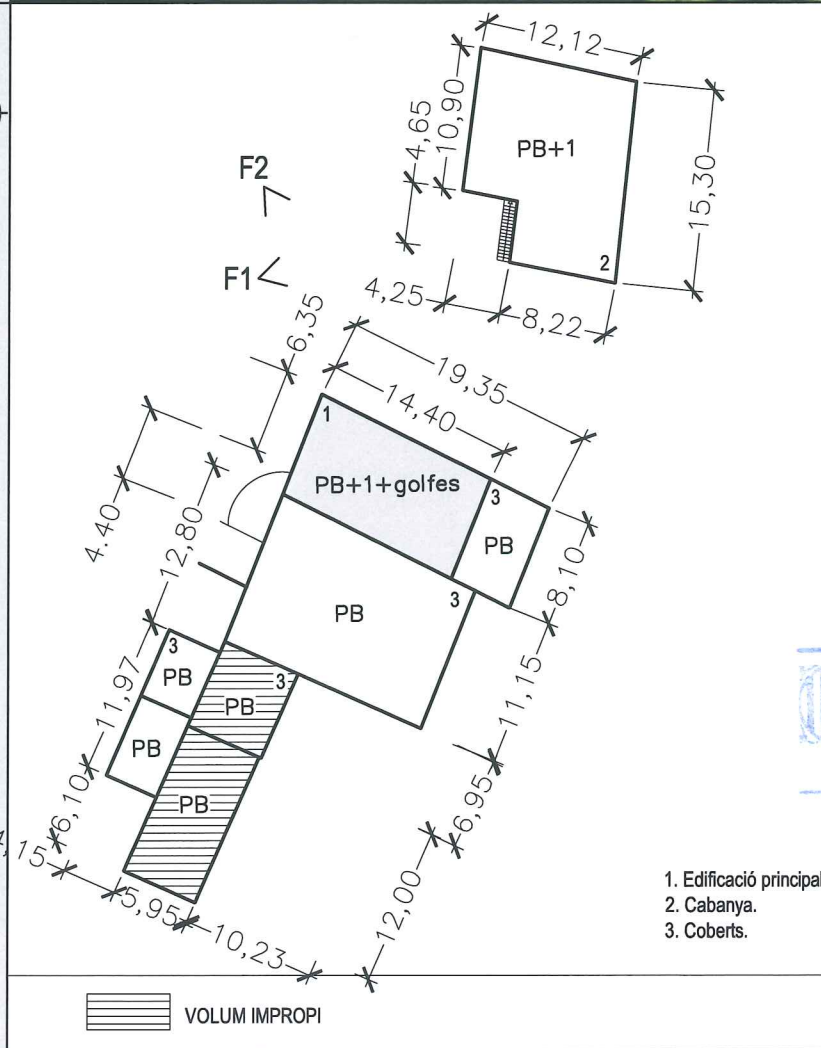 12,12
10,90
4,65
PB+1
15,30
2
F2
F1
4,25
8,22
6,35
19,35
14,40
1
PB+1+golfes
3
PB
8,10
4.40
12,80
PB
3
11,15
3
PB
3
PB
11,97
PB
6,95
PB
6,10
,15
5,95
10,23
12,00
1. Edificació principal
2. Cabanya.
3. Coberts.
VOLUM IMPROPI